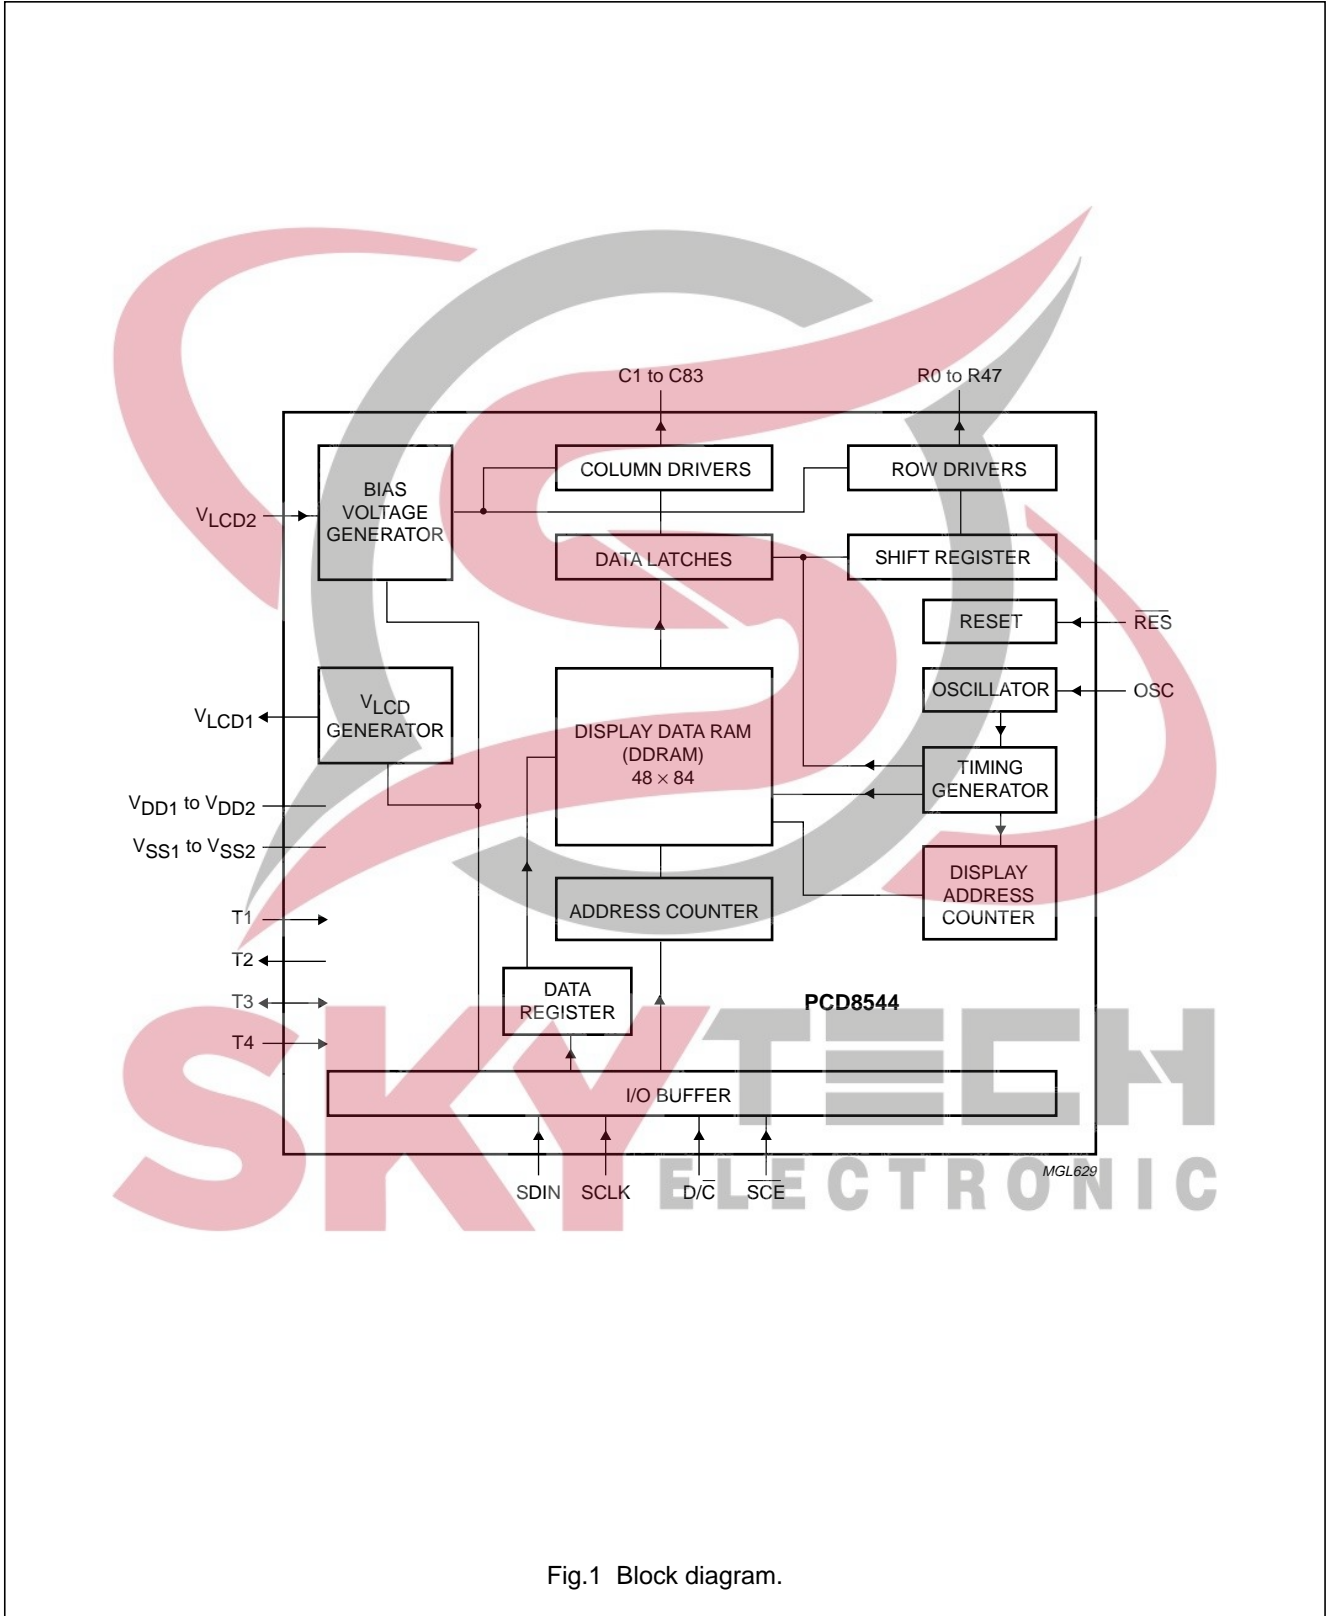 C1 to C83
R0 to R47
COLUMN DRIVERS
ROW DRIVERS
BIAS
VOLTAGE
GENERATOR
VLCD2
DATA LATCHES
SHIFT REGISTER
RESET
RES
OSCILLATOR
OSC
VLCD
GENERATOR
VLCD1
DISPLAY DATA RAM
(DDRAM)
48 × 84
TIMING
GENERATOR
VDD1 to VDD2
VSS1 to VSS2
DISPLAY
ADDRESS
COUNTER
ADDRESS COUNTER
T1
T2
T3
T4
DATA
REGISTER
PCD8544
I/O BUFFER
SDIN
SCLK
D/C
SCE
MGL629
SKYTECH
ELECTRONIC
Fig.1 Block diagram.